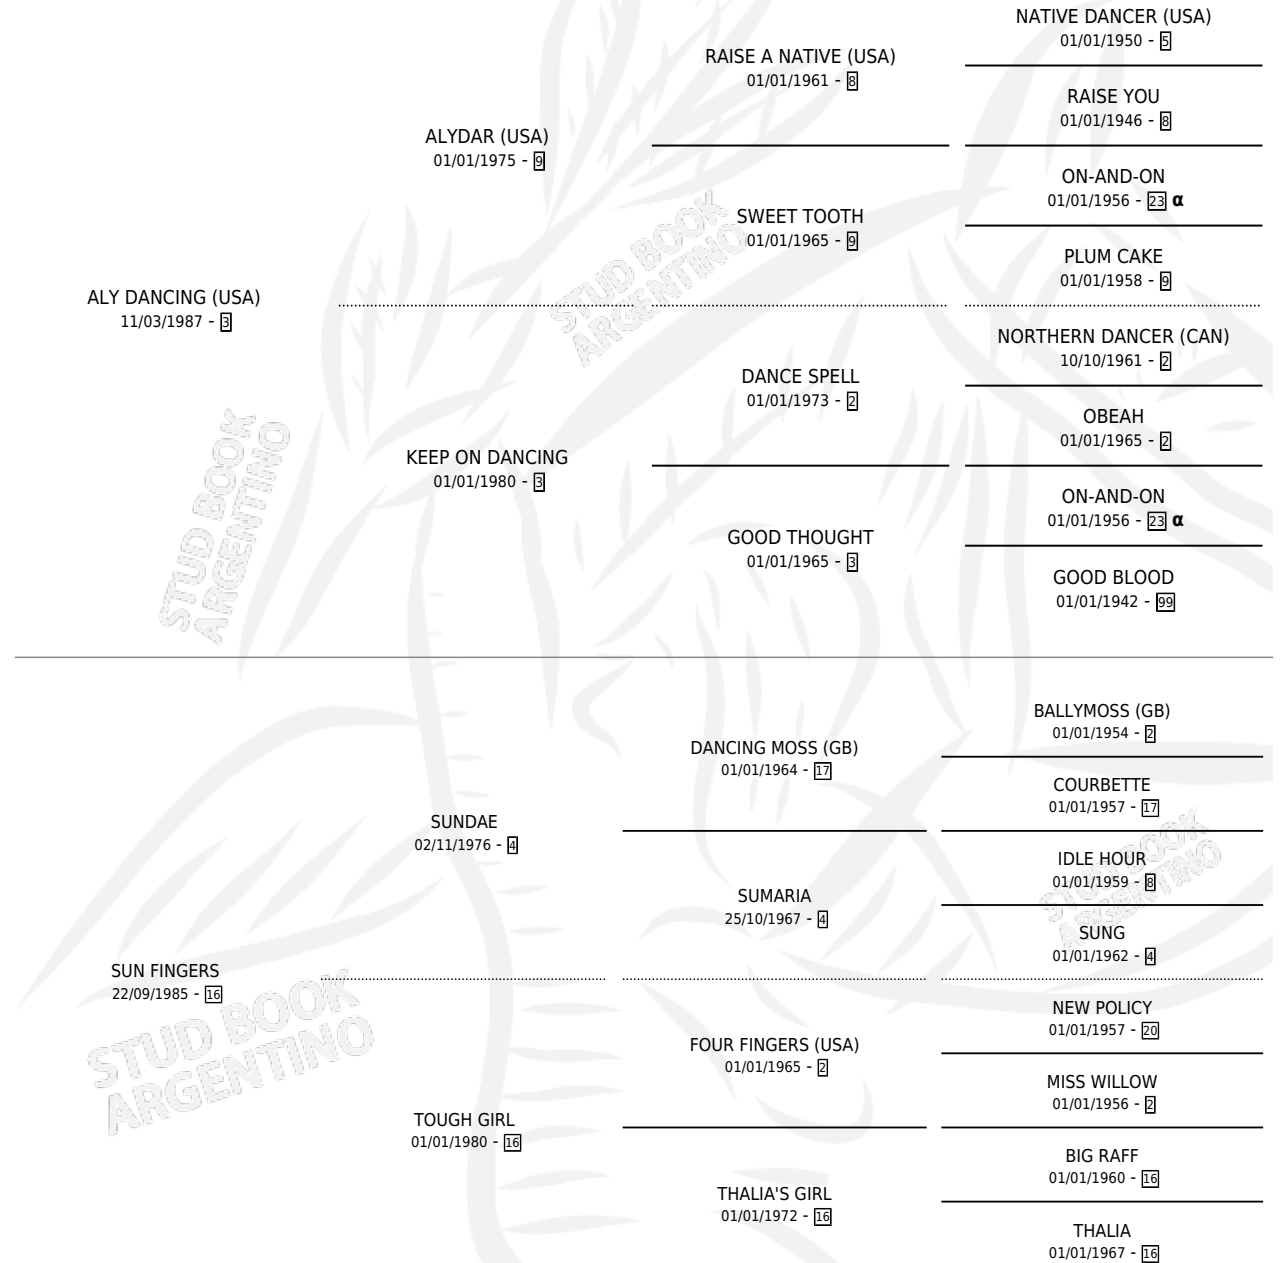 NATIVE DANCER (USA)
01/01/1950 - 5
RAISE A NATIVE (USA)
01/01/1961 - 8
RAISE YOU
01/01/1946 - 8
ALYDAR (USA)
01/01/1975 - 9
ON-AND-ON
01/01/1956 - 23 α
SWEET TOOTH
01/01/1965 - 9
PLUM CAKE
01/01/1958 - 9
ALY DANCING (USA)
11/03/1987 - 3
NORTHERN DANCER (CAN)
10/10/1961 - 2
DANCE SPELL
01/01/1973 - 2
OBEAH
01/01/1965 - 2
KEEP ON DANCING
01/01/1980 - 3
ON-AND-ON
01/01/1956 - 23 α
GOOD THOUGHT
01/01/1965 - 3
GOOD BLOOD
01/01/1942 - 99
BALLYMOSS (GB)
01/01/1954 - 2
DANCING MOSS (GB)
01/01/1964 - 17
COURBETTE
01/01/1957 - 17
SUNDAE
02/11/1976 - 4
IDLE HOUR
01/01/1959 - 8
SUMARIA
25/10/1967 - 4
SUNG
01/01/1962 - 4
SUN FINGERS
22/09/1985 - 16
NEW POLICY
01/01/1957 - 20
FOUR FINGERS (USA)
01/01/1965 - 2
MISS WILLOW
01/01/1956 - 2
TOUGH GIRL
01/01/1980 - 16
BIG RAFF
01/01/1960 - 16
THALIA'S GIRL
01/01/1972 - 16
THALIA
01/01/1967 - 16
STUD BOOK
ARGENTINO
STUD BOOK
ARGENTINO
STUD BOOK
ARGENTINO
STUD BOOK
ARGENTINO